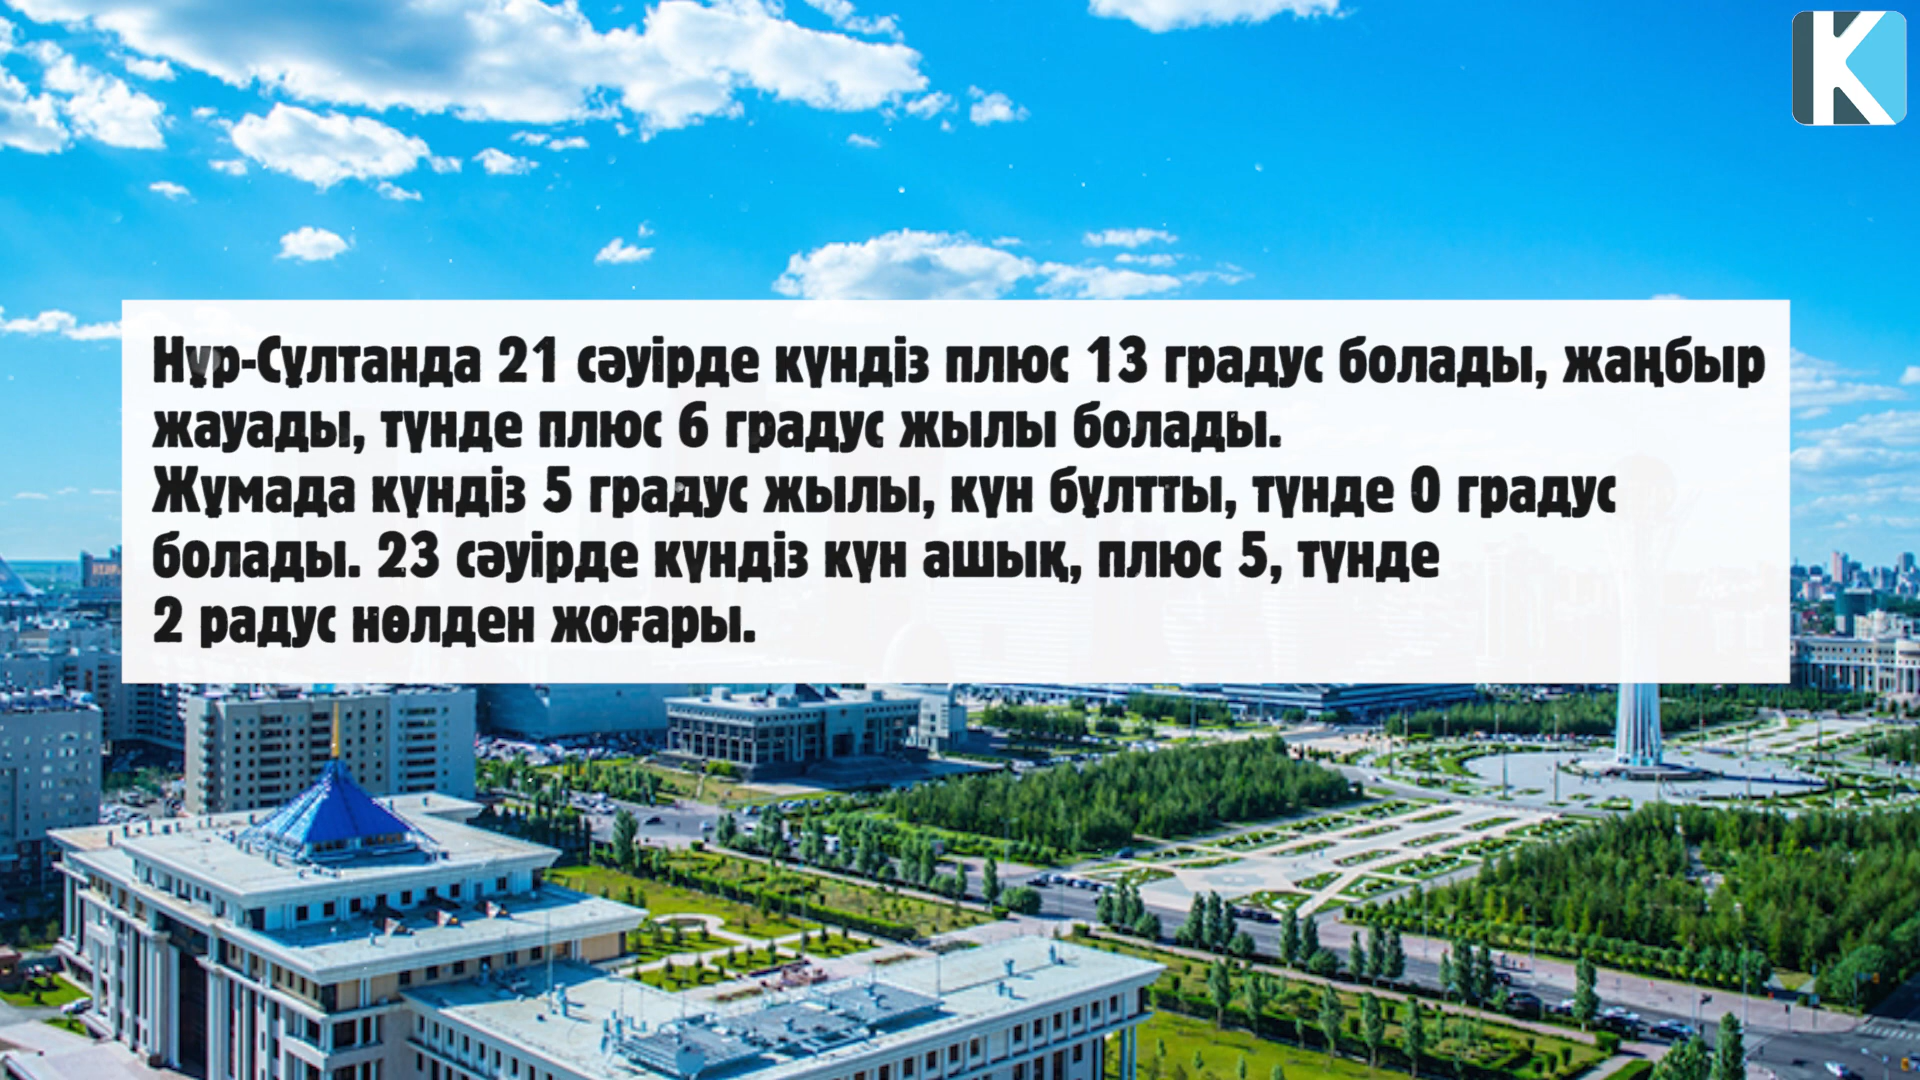 K
Нұр-Сұлтанда 21 сәуірде күндіз плюс 13 градус болады, жаңбыр
жауады, түнде плюс 6 градус жылы болады.
Жұмада күндіз 5 градус жылы, күн бұлтты, түнде 0 градус
болады. 23 сәуірде күндіз күн ашық, плюс 5, түнде
2 радус нөлден жоғары.